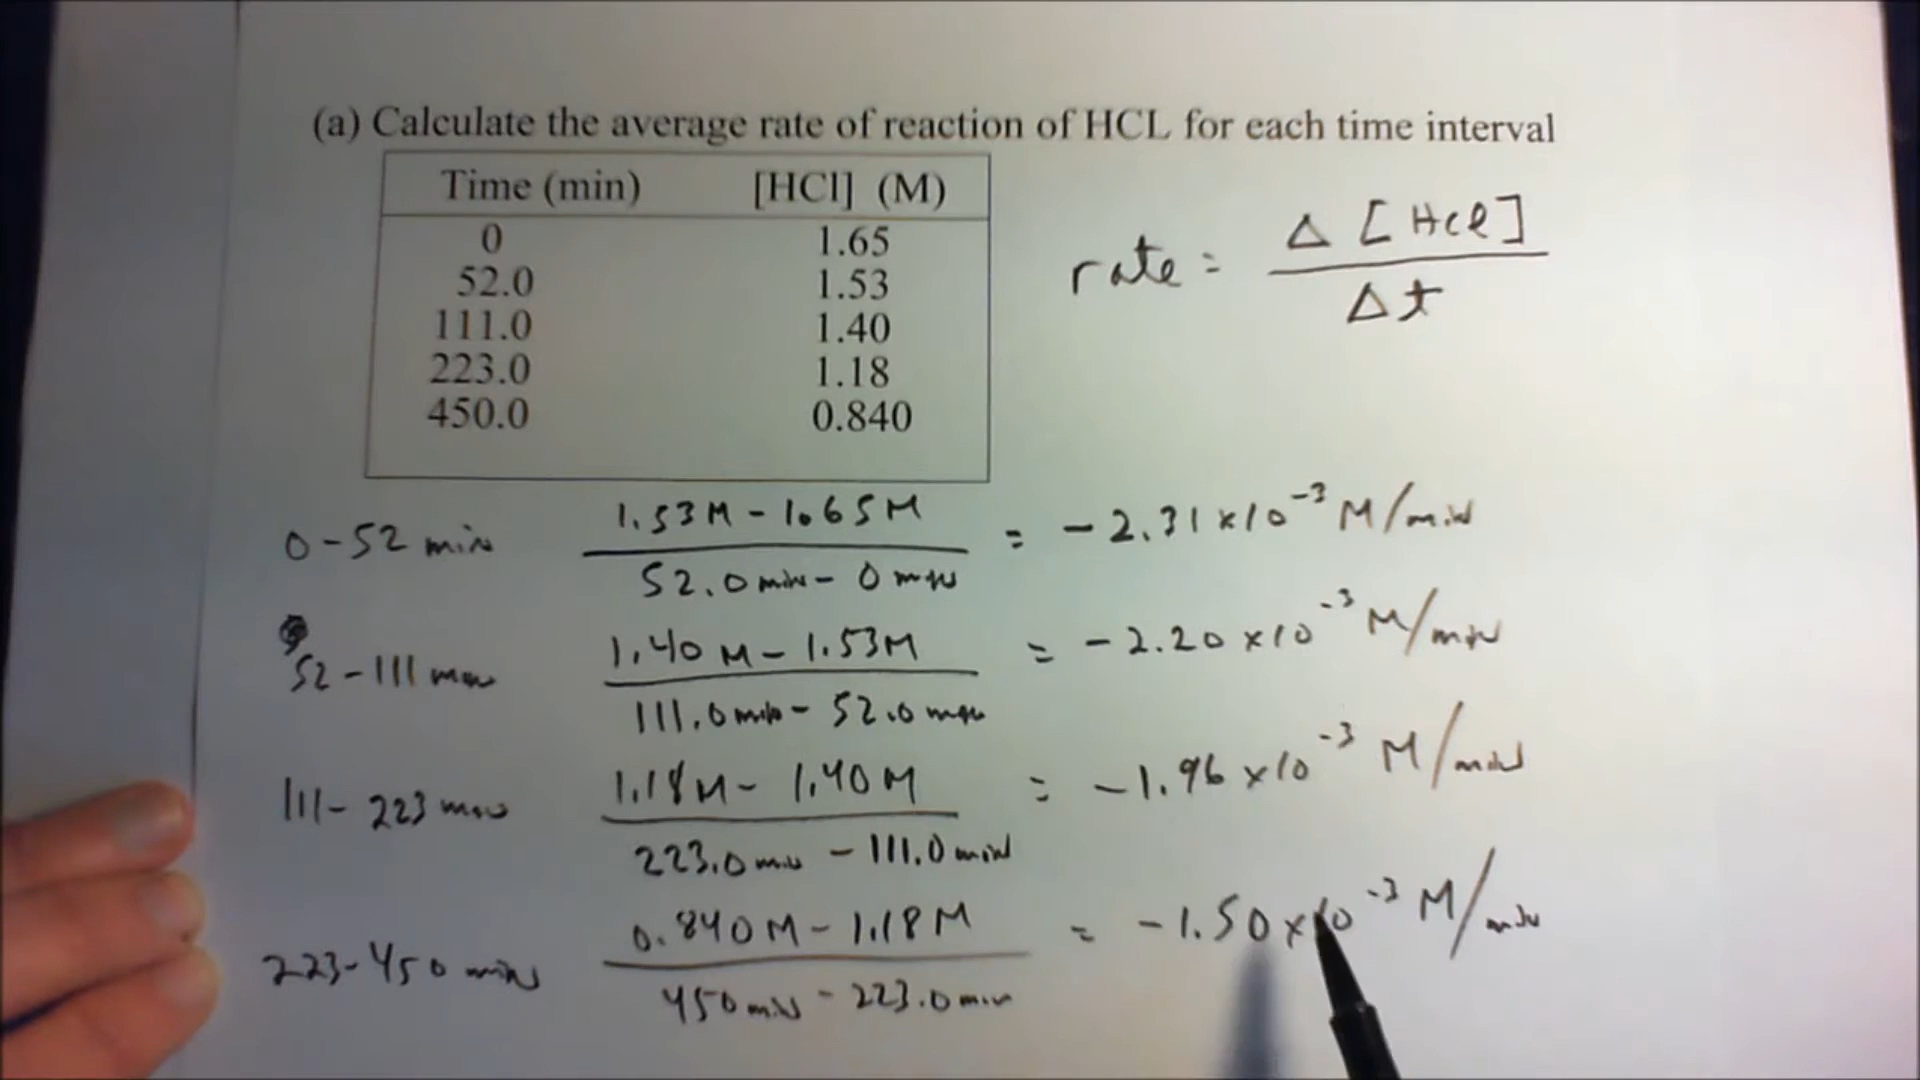 (a) Calculate the average rate of reaction of HCL for each time interval
Time (min) [HCl] (M)
0 1.65
52.0 1.53
111.0 1.40
223.0 1.18
450.0 0.840
rate = Δ [HCl]
Δt
0-52 min 1.53M - 1.65M = -2.31×10⁻³ M/min
52.0 min - 0 min
52-111 min 1.40 M - 1.53M = -2.20×10⁻³ M/min
111.0 min - 52.0 min
111-223 min 1.18M - 1.40M = -1.96×10⁻³ M/min
223.0 min - 111.0 min
223-450 min 0.840M - 1.18M = -1.50×10⁻³ M/min
450 min - 223.0 min